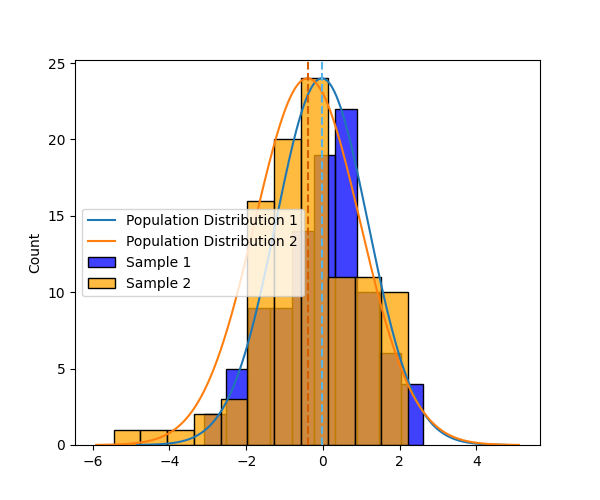 25
20
15
10
5
0
Count
Population Distribution 1
Population Distribution 2
Sample 1
Sample 2
−6 −4 −2 0 2 4